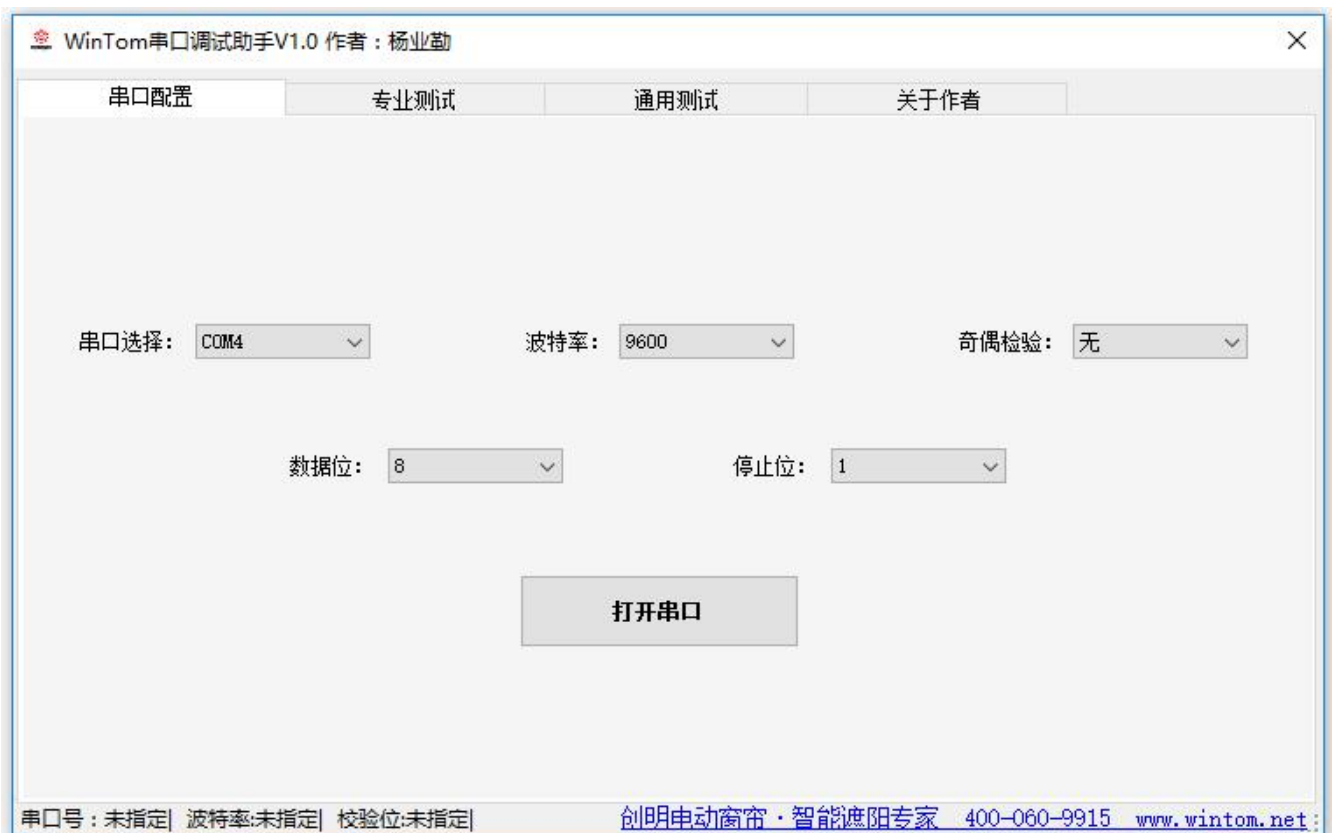 WinTom串口调试助手V1.0 作者：杨业勤
串口配置 专业测试 通用测试 关于作者
串口选择： COM4 波特率： 9600 奇偶检验： 无
数据位： 8 停止位： 1
打开串口
串口号：未指定| 波特率:未指定| 校验位:未指定| 创明电动窗帘·智能遮阳专家 400-060-9915 www.wintom.net